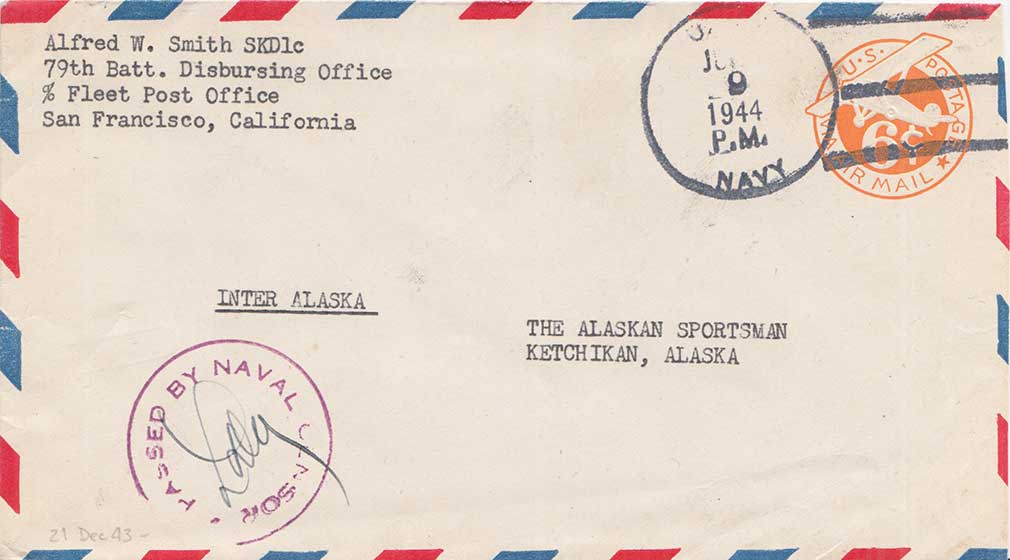 Alfred W. Smith SKD1c
79th Batt. Disbursing Office
% Fleet Post Office
San Francisco, California
9
1944
P.M.
NAVY
U.S. POSTAGE
6¢
AIR MAIL
INTER ALASKA
THE ALASKAN SPORTSMAN
KETCHIKAN, ALASKA
PASSED BY NAVAL CENSOR
21 Dec 43 -